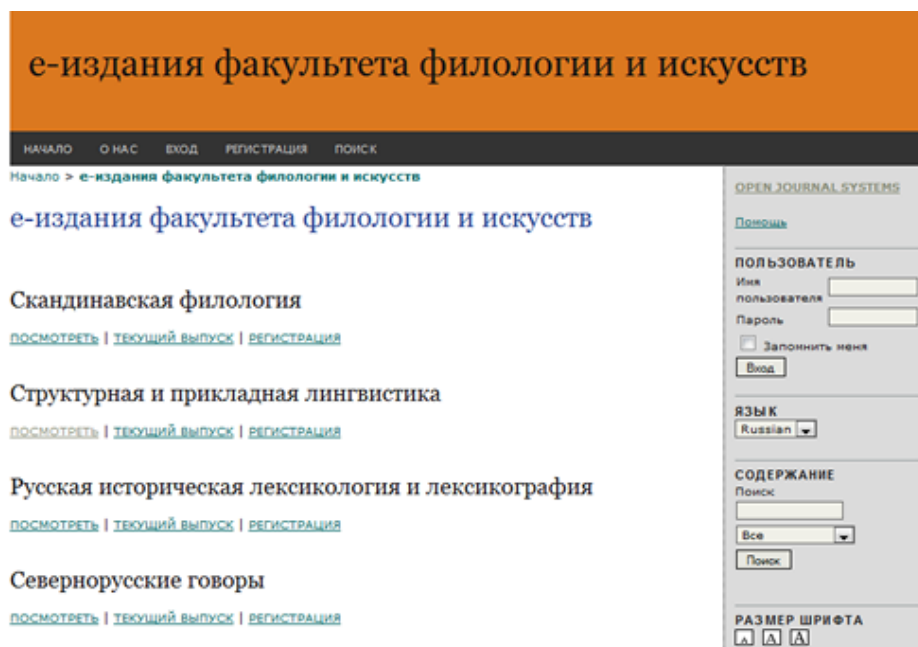 е-издания факультета филологии и искусств
НАЧАЛО О НАС ВХОД РЕГИСТРАЦИЯ ПОИСК
Начало > е-издания факультета филологии и искусств
е-издания факультета филологии и искусств
Скандинавская филология
ПОСМОТРЕТЬ | ТЕКУЩИЙ ВЫПУСК | РЕГИСТРАЦИЯ
Структурная и прикладная лингвистика
ПОСМОТРЕТЬ | ТЕКУЩИЙ ВЫПУСК | РЕГИСТРАЦИЯ
Русская историческая лексикология и лексикография
ПОСМОТРЕТЬ | ТЕКУЩИЙ ВЫПУСК | РЕГИСТРАЦИЯ
Севернорусские говоры
ПОСМОТРЕТЬ | ТЕКУЩИЙ ВЫПУСК | РЕГИСТРАЦИЯ
OPEN JOURNAL SYSTEMS
Помощь
ПОЛЬЗОВАТЕЛЬ
Имя
пользователя
Пароль
Запомнить меня
Вход
ЯЗЫК
Russian
СОДЕРЖАНИЕ
Поиск
Все
Поиск
РАЗМЕР ШРИФТА
A A A